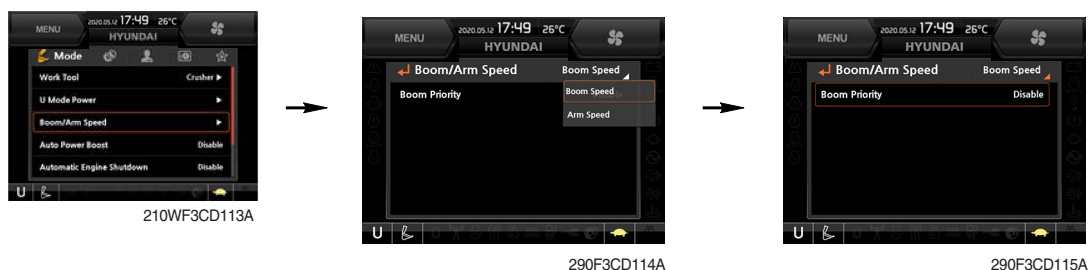 MENU
2020.05.12 17:49 26°C
HYUNDAI
Mode
Work Tool Crusher ▶
U Mode Power ▶
Boom/Arm Speed ▶
Auto Power Boost Disable
Automatic Engine Shutdown Disable
U
210WF3CD113A
MENU
2020.05.12 17:49 26°C
HYUNDAI
Boom/Arm Speed Boom Speed
Boom Priority
Boom Speed
Arm Speed
U
290F3CD114A
MENU
2020.05.12 17:49 26°C
HYUNDAI
Boom/Arm Speed Boom Speed
Boom Priority Disable
U
290F3CD115A